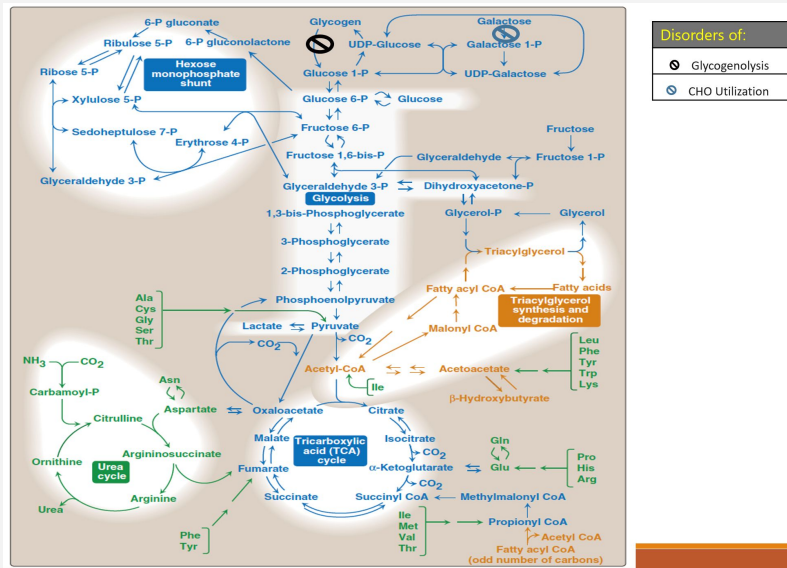 6-P gluconate
Ribulose 5-P
6-P gluconolactone
Ribose 5-P
Hexose
monophosphate
shunt
Xylulose 5-P
Sedoheptulose 7-P
Erythrose 4-P
Glyceraldehyde 3-P
Glycogen
UDP-Glucose
Glucose 1-P
Glucose 6-P
Glucose
Fructose 6-P
Fructose 1,6-bis-P
Galactose
Galactose 1-P
UDP-Galactose
Fructose
Glyceraldehyde
Fructose 1-P
Glyceraldehyde 3-P
Dihydroxyacetone-P
Glycolysis
1,3-bis-Phosphoglycerate
Glycerol-P
Glycerol
3-Phosphoglycerate
Triacylglycerol
2-Phosphoglycerate
Fatty acyl CoA
Fatty acids
Phosphoenolpyruvate
Triacylglycerol
synthesis and
degradation
Malonyl CoA
Ala
Cys
Gly
Ser
Thr
Lactate
Pyruvate
CO2
CO2
Acetyl-CoA
Acetoacetate
Leu
Phe
Tyr
Trp
Lys
Ile
β-Hydroxybutyrate
NH3
CO2
Carbamoyl-P
Asn
Aspartate
Oxaloacetate
Citrate
Citrulline
Malate
Tricarboxylic
acid (TCA)
cycle
Isocitrate
CO2
Argininosuccinate
Urea
cycle
Ornithine
Fumarate
α-Ketoglutarate
Gln
Glu
Pro
His
Arg
CO2
Arginine
Urea
Succinate
Succinyl CoA
Methylmalonyl CoA
Phe
Tyr
Ile
Met
Val
Thr
Propionyl CoA
Acetyl CoA
Fatty acyl CoA
(odd number of carbons)
Disorders of:
Glycogenolysis
CHO Utilization